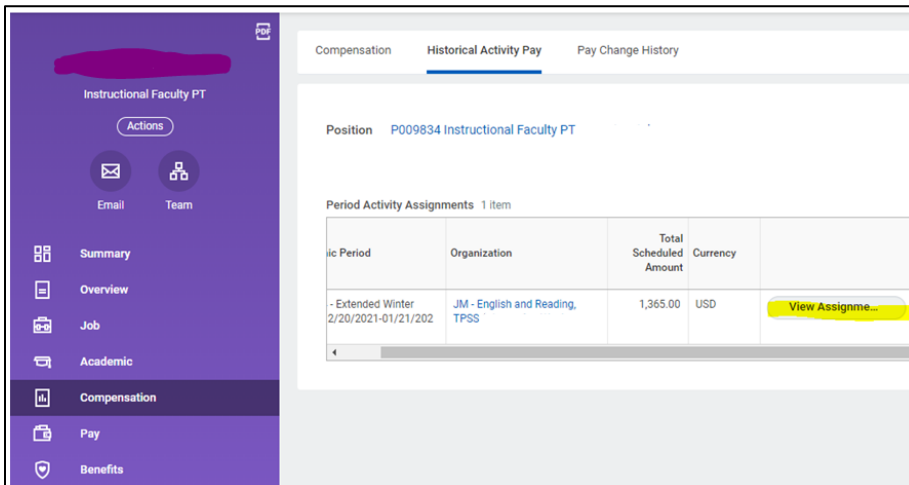 PDF
Instructional Faculty PT
Actions
Email Team
Summary
Overview
Job
Academic
Compensation
Pay
Benefits
Compensation Historical Activity Pay Pay Change History
Position P009834 Instructional Faculty PT
Period Activity Assignments 1 item
ic Period Organization Total Scheduled Amount Currency
- Extended Winter JM - English and Reading, 1,365.00 USD View Assignme...
2/20/2021-01/21/202 TPSS